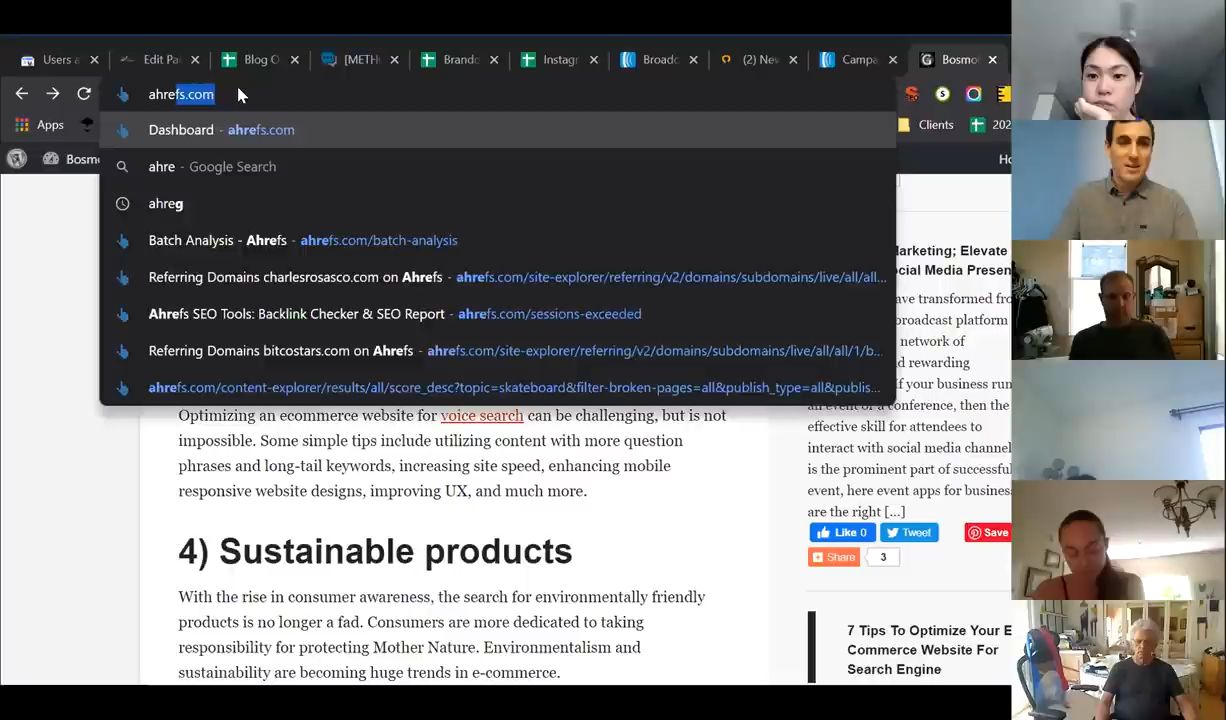 Users a
Edit Pa
Blog O
[METH
Brando
Instagr
Broadc
(2) Nev
Campa
G Bosmo
ahrefs.com
Apps
Clients
202
Bosm
Ho
Dashboard - ahrefs.com
ahre - Google Search
ahreg
Batch Analysis - Ahrefs - ahrefs.com/batch-analysis
Referring Domains charlesrosasco.com on Ahrefs - ahrefs.com/site-explorer/referring/v2/domains/subdomains/live/all/all...
Ahrefs SEO Tools: Backlink Checker & SEO Report - ahrefs.com/sessions-exceeded
Referring Domains bitcostars.com on Ahrefs - ahrefs.com/site-explorer/referring/v2/domains/subdomains/live/all/all/1/b...
ahrefs.com/content-explorer/results/all/score_desc?topic=skateboard&filter-broken-pages=all&publish_type=all&publis...
Optimizing an ecommerce website for voice search can be challenging, but is not
impossible. Some simple tips include utilizing content with more question
phrases and long-tail keywords, increasing site speed, enhancing mobile
responsive website designs, improving UX, and much more.
4) Sustainable products
With the rise in consumer awareness, the search for environmentally friendly
products is no longer a fad. Consumers are more dedicated to taking
responsibility for protecting Mother Nature. Environmentalism and
sustainability are becoming huge trends in e-commerce.
arketing; Elevate
ocial Media Presen
ave transformed fro
broadcast platform
network of
nd rewarding
If your business run
an event or a conference, then the
effective skill for attendees to
interact with social media channel
is the prominent part of successfu
event, here event apps for busines
are the right [...]
Like 0
Tweet
Save
Share
3
7 Tips To Optimize Your E
Commerce Website For
Search Engine